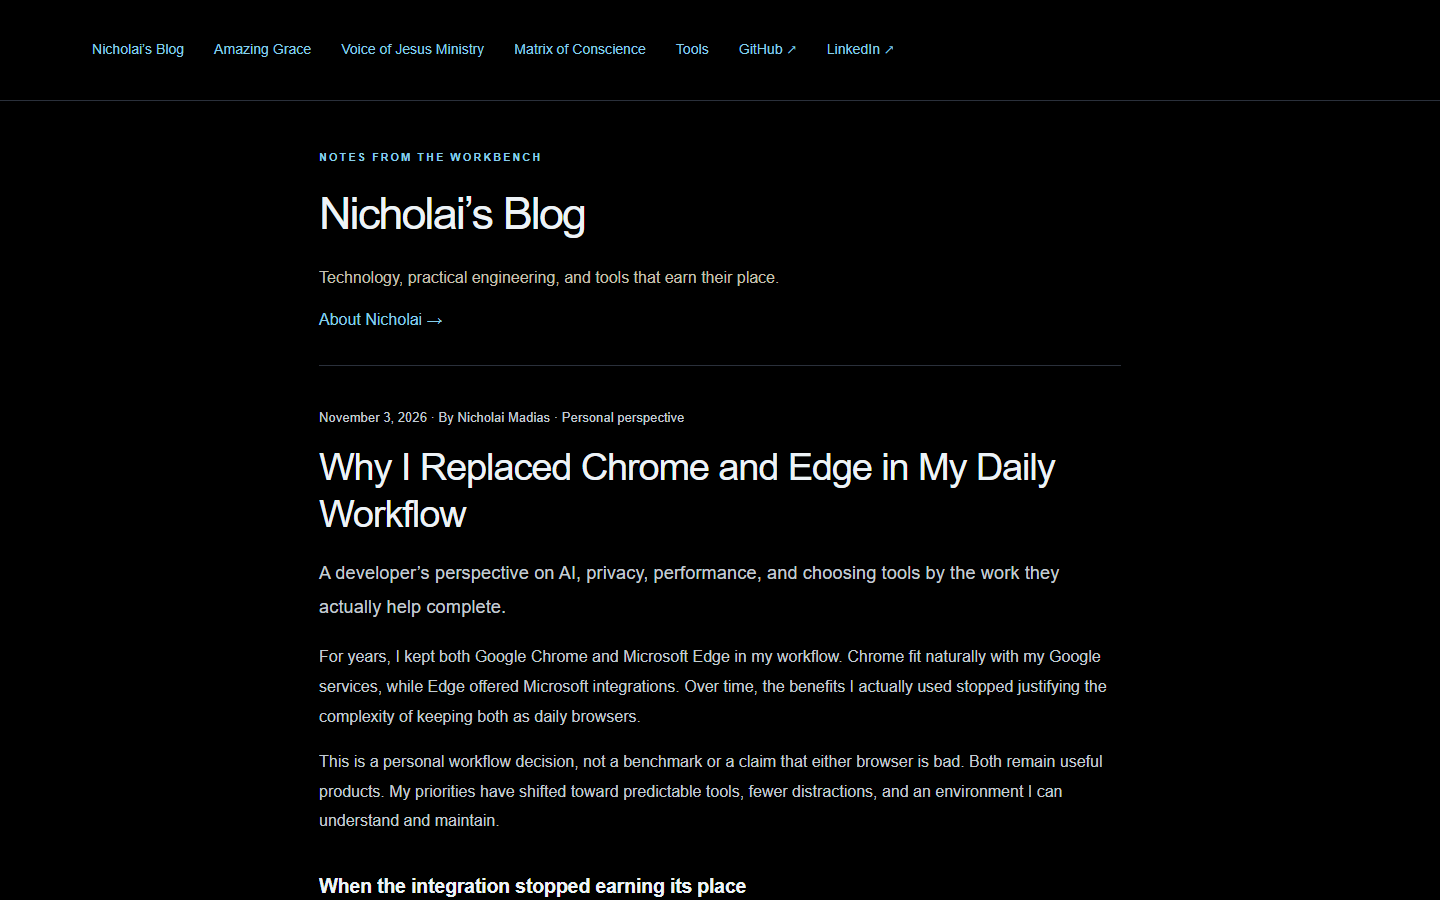 Nicholai’s Blog Amazing Grace Voice of Jesus Ministry Matrix of Conscience Tools GitHub ↗ LinkedIn ↗
NOTES FROM THE WORKBENCH
Nicholai’s Blog
Technology, practical engineering, and tools that earn their place.
About Nicholai →
November 3, 2026 · By Nicholai Madias · Personal perspective
Why I Replaced Chrome and Edge in My Daily
Workflow
A developer’s perspective on AI, privacy, performance, and choosing tools by the work they
actually help complete.
For years, I kept both Google Chrome and Microsoft Edge in my workflow. Chrome fit naturally with my Google
services, while Edge offered Microsoft integrations. Over time, the benefits I actually used stopped justifying the
complexity of keeping both as daily browsers.
This is a personal workflow decision, not a benchmark or a claim that either browser is bad. Both remain useful
products. My priorities have shifted toward predictable tools, fewer distractions, and an environment I can
understand and maintain.
When the integration stopped earning its place